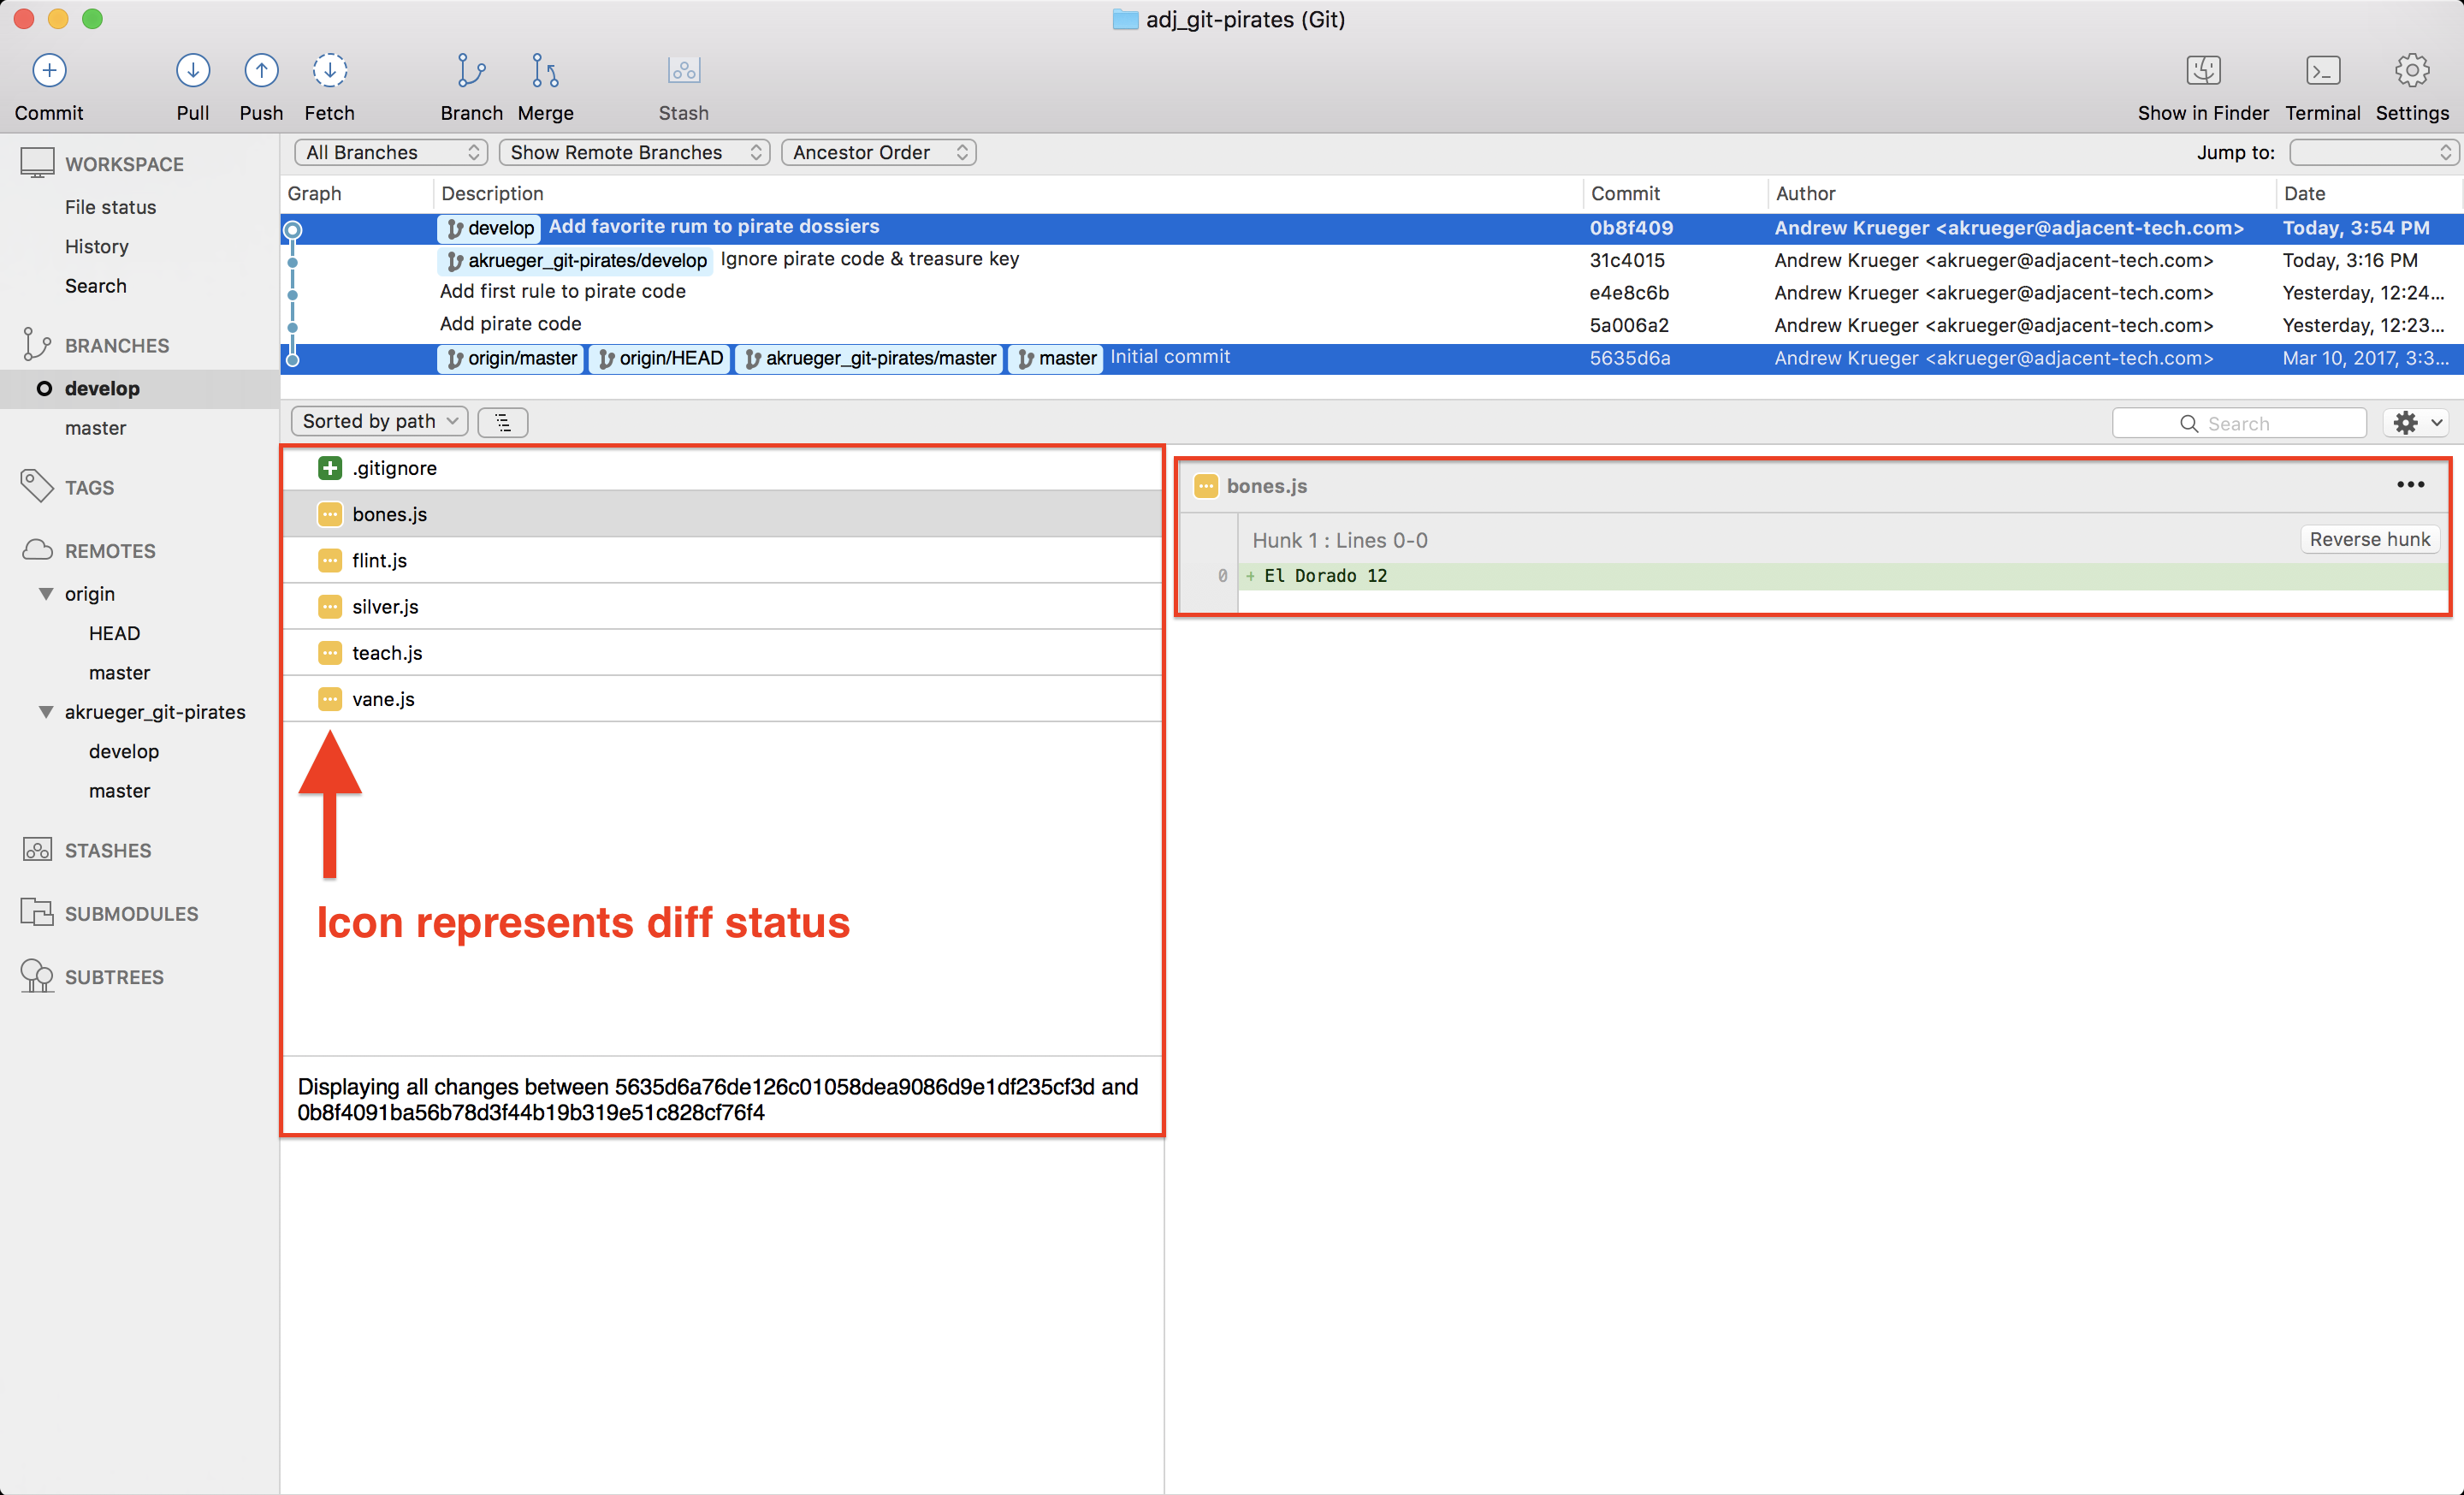 adj_git-pirates (Git)
Commit Pull Push Fetch Branch Merge Stash Show in Finder Terminal Settings
WORKSPACE
File status
History
Search
BRANCHES
develop
master
TAGS
REMOTES
origin
HEAD
master
akrueger_git-pirates
develop
master
STASHES
SUBMODULES
SUBTREES
All Branches Show Remote Branches Ancestor Order Jump to:
Graph Description Commit Author Date
develop Add favorite rum to pirate dossiers 0b8f409 Andrew Krueger <akrueger@adjacent-tech.com> Today, 3:54 PM
akrueger_git-pirates/develop Ignore pirate code & treasure key 31c4015 Andrew Krueger <akrueger@adjacent-tech.com> Today, 3:16 PM
Add first rule to pirate code e4e8c6b Andrew Krueger <akrueger@adjacent-tech.com> Yesterday, 12:24...
Add pirate code 5a006a2 Andrew Krueger <akrueger@adjacent-tech.com> Yesterday, 12:23...
origin/master origin/HEAD akrueger_git-pirates/master master Initial commit 5635d6a Andrew Krueger <akrueger@adjacent-tech.com> Mar 10, 2017, 3:3...
Sorted by path Search
.gitignore
bones.js
flint.js
silver.js
teach.js
vane.js
Icon represents diff status
Displaying all changes between 5635d6a76de126c01058dea9086d9e1df235cf3d and
0b8f4091ba56b78d3f44b19b319e51c828cf76f4
bones.js
Hunk 1 : Lines 0-0 Reverse hunk
0 + El Dorado 12